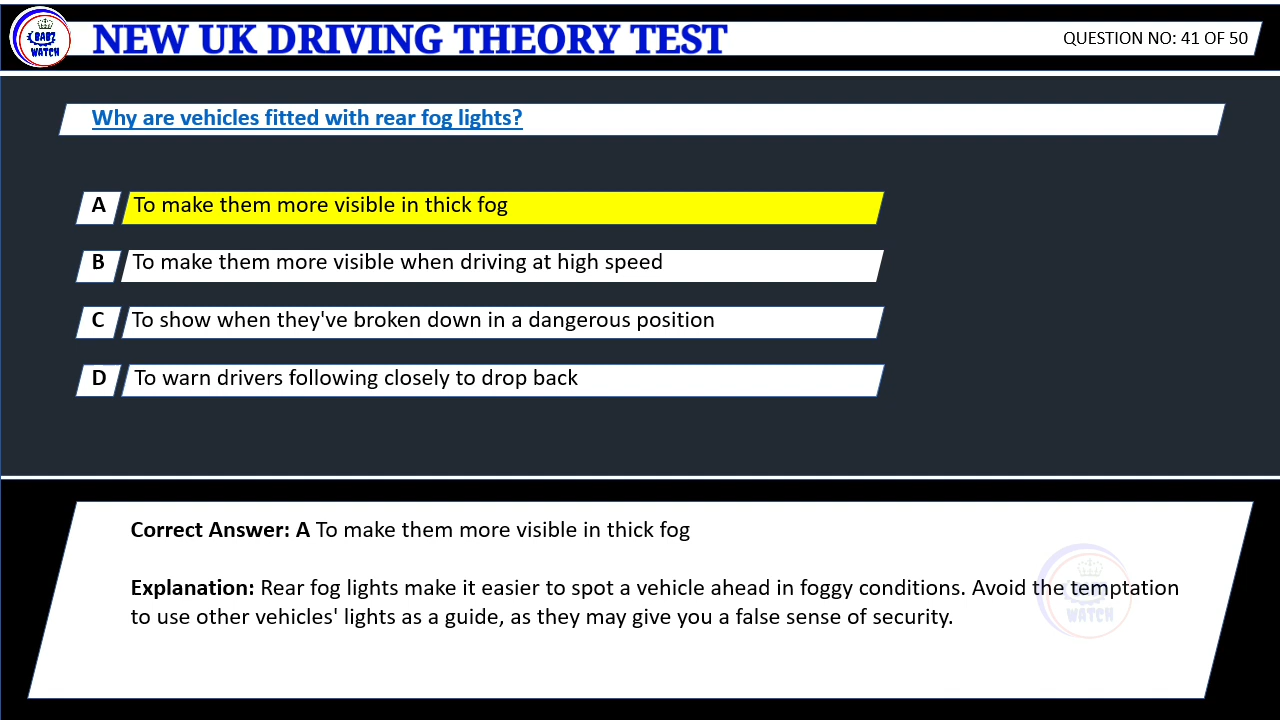 BABZ
WATCH
NEW UK DRIVING THEORY TEST
QUESTION NO: 41 OF 50
Why are vehicles fitted with rear fog lights?
A To make them more visible in thick fog
B To make them more visible when driving at high speed
C To show when they've broken down in a dangerous position
D To warn drivers following closely to drop back
Correct Answer: A To make them more visible in thick fog
Explanation: Rear fog lights make it easier to spot a vehicle ahead in foggy conditions. Avoid the temptation
to use other vehicles' lights as a guide, as they may give you a false sense of security.
WATCH